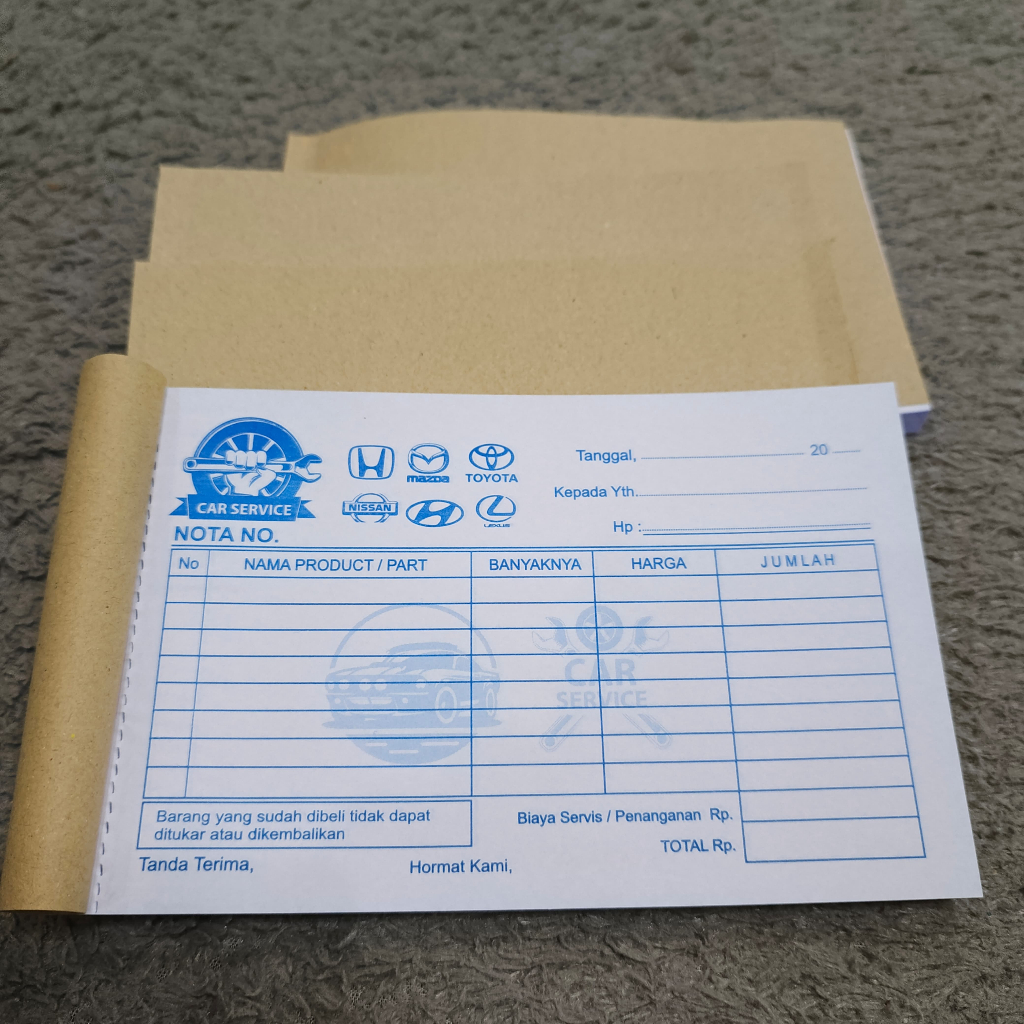 CAR SERVICE
mazda
TOYOTA
NISSAN
LEXUS
Tanggal, 20
Kepada Yth.
Hp :
NOTA NO.
No NAMA PRODUCT / PART BANYAKNYA HARGA JUMLAH
CAR
SERVICE
Barang yang sudah dibeli tidak dapat
ditukar atau dikembalikan
Biaya Servis / Penanganan Rp.
TOTAL Rp.
Tanda Terima,
Hormat Kami,